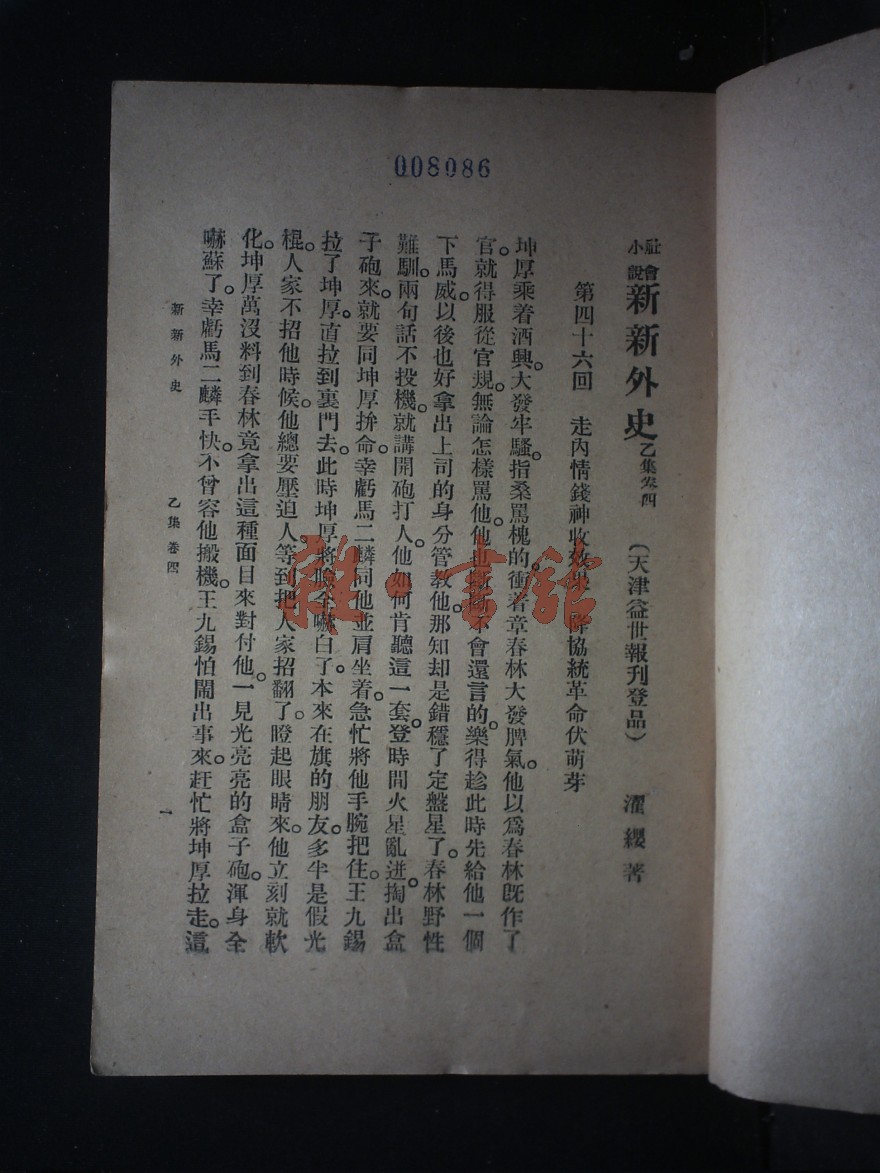 008086
社會小説 新新外史 乙集卷四 (天津益世報刊登品) 濯纓著
第四十六回 走內情錢神收效果 協統革命伏萌芽
坤厚乘着酒興。大發牢騷。指桑罵槐的。衝着章春林大發脾氣。他以爲春林旣作了
官。就得服從官規。無論怎樣罵他。他也 不會還言的。樂得趁此時先給他一個
下馬威。以後也好拿出上司的身分管教他。那知却是錯穩了定盤星了。春林野性
難馴。兩句話不投機。就講開砲打人。他如何肯聽這一套。登時間火星亂迸。掏出盒
子砲來。就要同坤厚拚命。幸虧馬二麟同他並肩坐着。急忙將他手腕把住。王九錫
拉了坤厚。直拉到裏門去。此時坤厚將臉全嚇白了。本來在旗的朋友。多半是假光
棍。人家不招他時候。他總要壓迫人。等到把人家招翻了。瞪起眼睛來。他立刻就軟
化。坤厚萬沒料到春林竟拿出這種面目來對付他。一見光亮亮的盒子砲。渾身全
嚇蘇了。幸虧馬二麟手快。不曾容他搬機。王九錫怕鬧出事來。赶忙將坤厚拉走。這
新新外史 乙集卷四 一
雜·書館